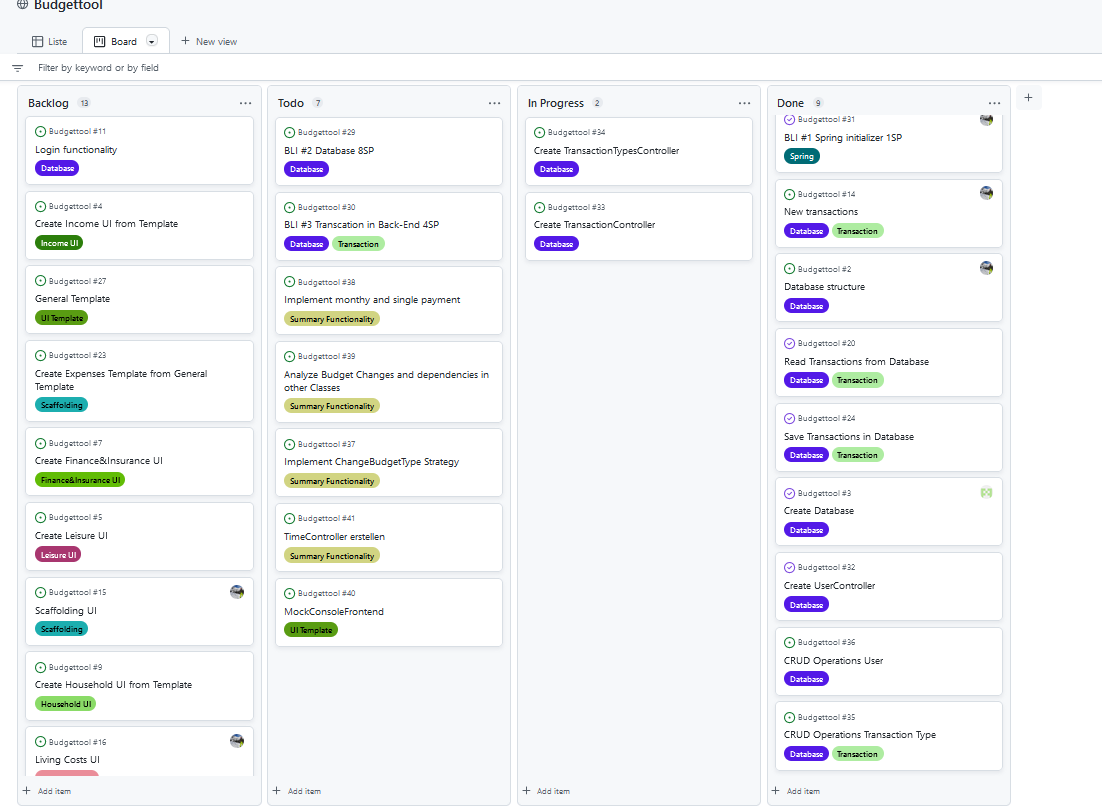 Budgettool
Liste
Board
New view
Filter by keyword or by field
Backlog 13
Budgettool #11
Login functionality
Database
Budgettool #4
Create Income UI from Template
Income UI
Budgettool #27
General Template
UI Template
Budgettool #23
Create Expenses Template from General
Template
Scaffolding
Budgettool #7
Create Finance&Insurance UI
Finance&Insurance UI
Budgettool #5
Create Leisure UI
Leisure UI
Budgettool #15
Scaffolding UI
Scaffolding
Budgettool #9
Create Household UI from Template
Household UI
Budgettool #16
Living Costs UI
Add item
Todo 7
Budgettool #29
BLI #2 Database 8SP
Database
Budgettool #30
BLI #3 Transcation in Back-End 4SP
Database Transaction
Budgettool #38
Implement monthy and single payment
Summary Functionality
Budgettool #39
Analyze Budget Changes and dependencies in
other Classes
Summary Functionality
Budgettool #37
Implement ChangeBudgetType Strategy
Summary Functionality
Budgettool #41
TimeController erstellen
Summary Functionality
Budgettool #40
MockConsoleFrontend
UI Template
Add item
In Progress 2
Budgettool #34
Create TransactionTypesController
Database
Budgettool #33
Create TransactionController
Database
Add item
Done 9
Budgettool #31
BLI #1 Spring initializer 1SP
Spring
Budgettool #14
New transactions
Database Transaction
Budgettool #2
Database structure
Database
Budgettool #20
Read Transactions from Database
Database Transaction
Budgettool #24
Save Transactions in Database
Database Transaction
Budgettool #3
Create Database
Database
Budgettool #32
Create UserController
Database
Budgettool #36
CRUD Operations User
Database
Budgettool #35
CRUD Operations Transaction Type
Database Transaction
Add item